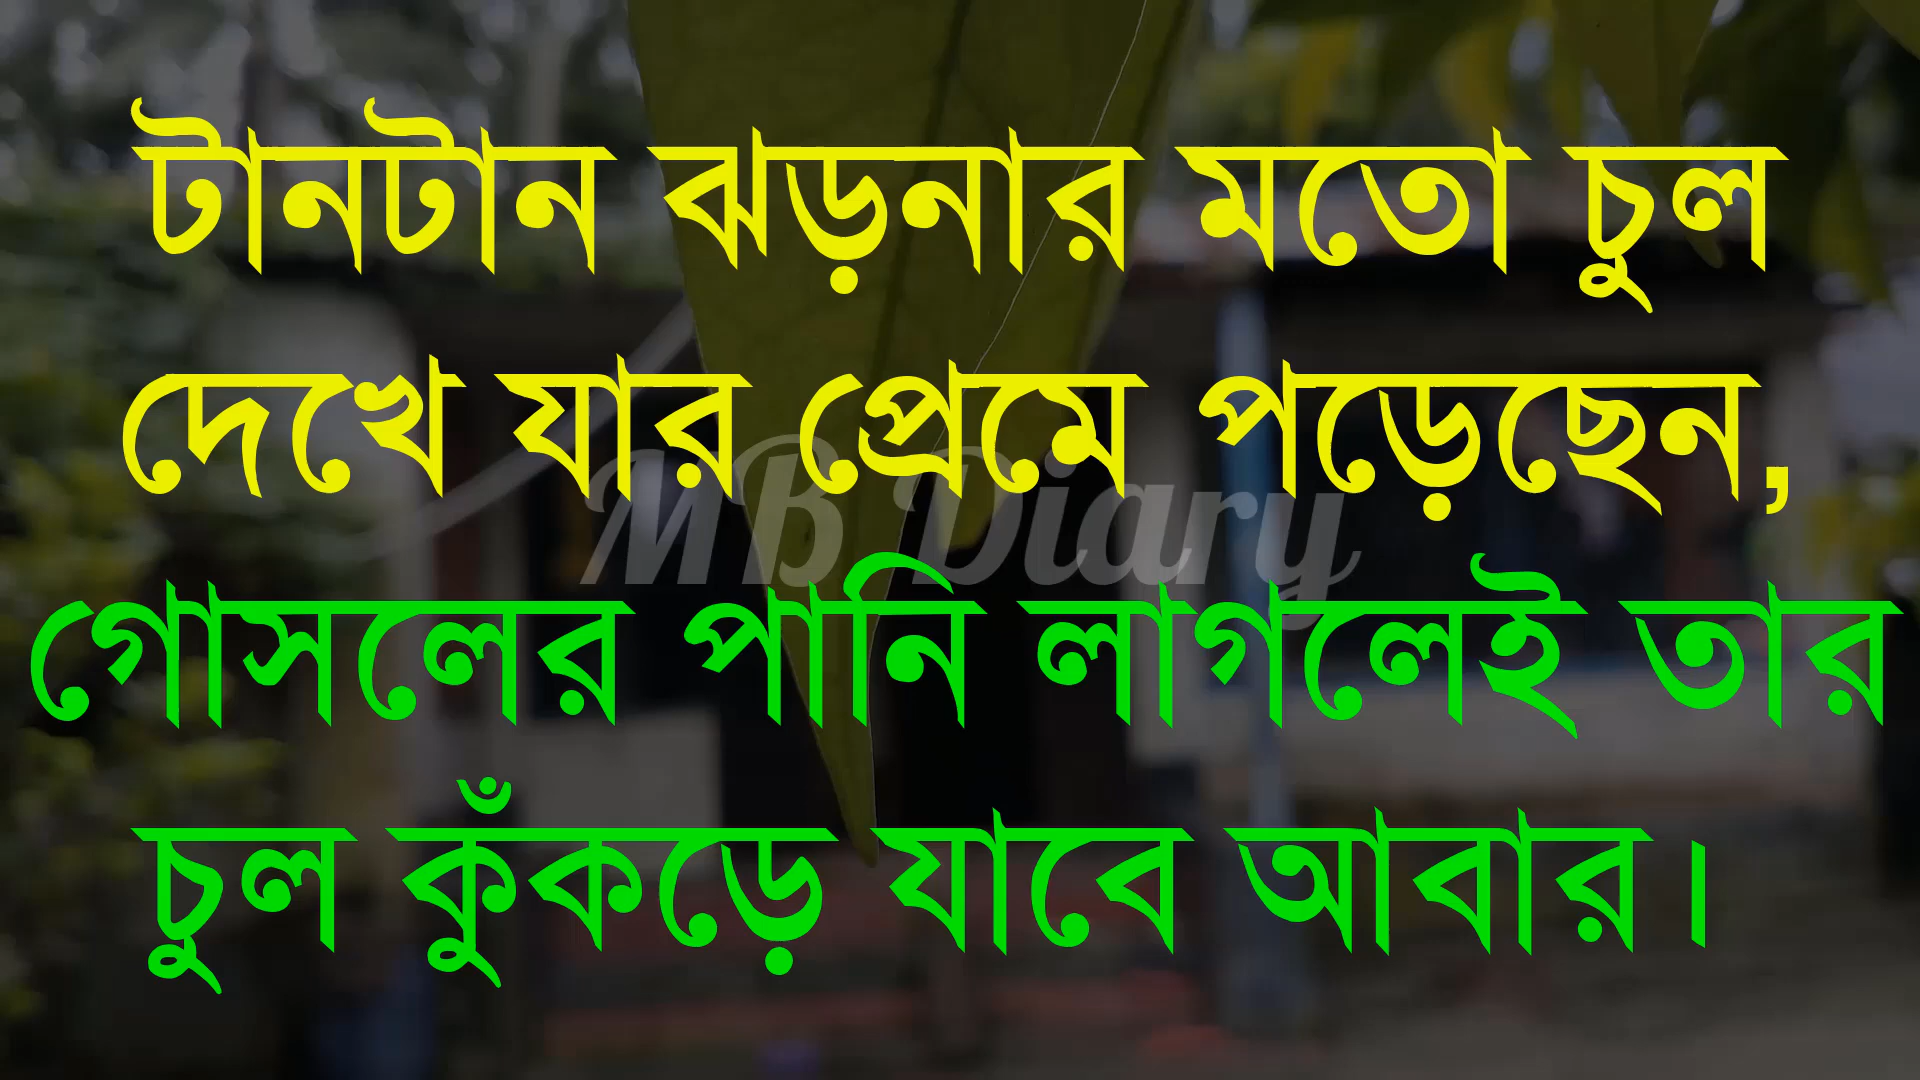 টানটান ঝড়নার মতো চুল
দেখে যার প্রেমে পড়েছেন,
MB Diary
গোসলের পানি লাগলেই তার
চুল কুঁকড়ে যাবে আবার।